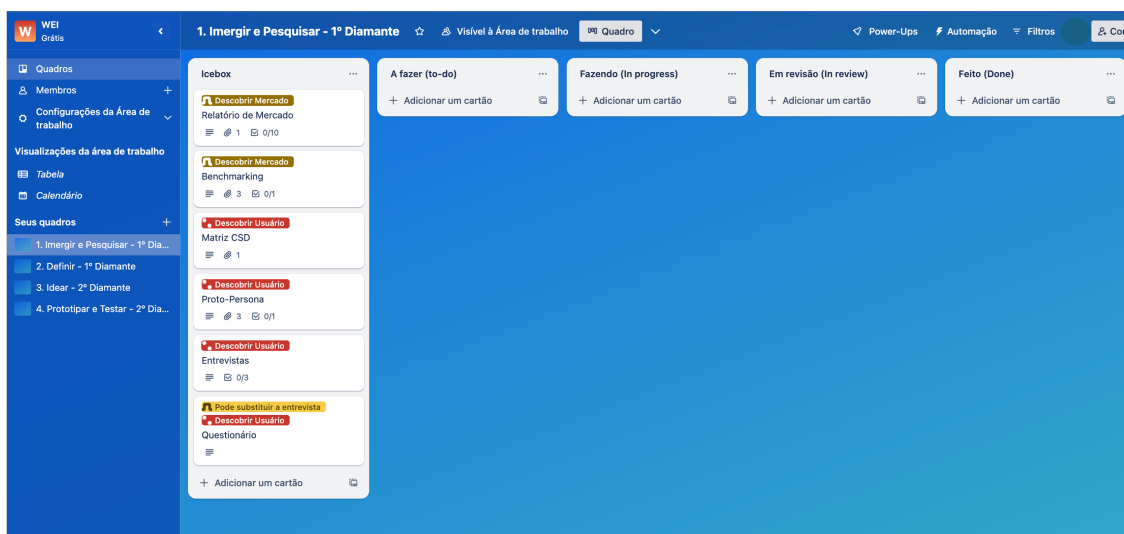 W
WEI
Grátis
1. Imergir e Pesquisar - 1º Diamante
Visível à Área de trabalho
Quadro
Power-Ups
Automação
Filtros
Quadros
Membros
Configurações da Área de
trabalho
Visualizações da área de trabalho
Tabela
Calendário
Seus quadros
1. Imergir e Pesquisar - 1º Dia...
2. Definir - 1º Diamante
3. Idear - 2º Diamante
4. Prototipar e Testar - 2º Dia...
Icebox
Descobrir Mercado
Relatório de Mercado
1 0/10
Descobrir Mercado
Benchmarking
3 0/1
Descobrir Usuário
Matriz CSD
1
Descobrir Usuário
Proto-Persona
3 0/1
Descobrir Usuário
Entrevistas
0/3
Pode substituir a entrevista
Descobrir Usuário
Questionário
+ Adicionar um cartão
A fazer (to-do)
+ Adicionar um cartão
Fazendo (In progress)
+ Adicionar um cartão
Em revisão (In review)
+ Adicionar um cartão
Feito (Done)
+ Adicionar um cartão